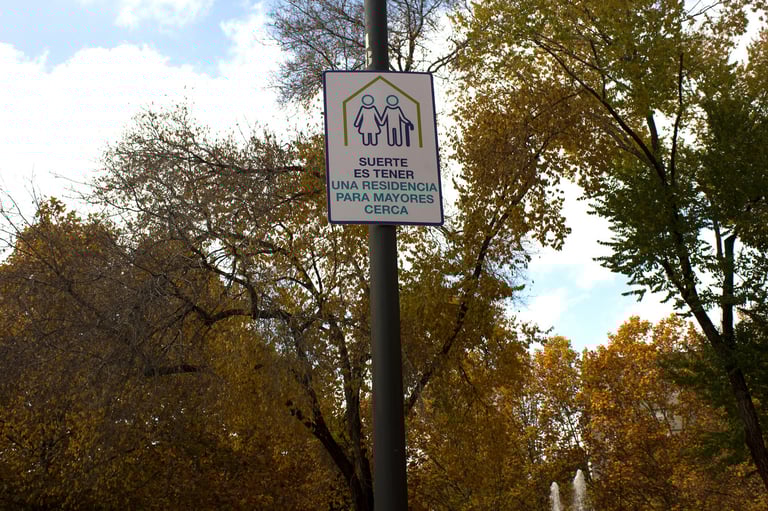 SUERTE
ES TENER
UNA RESIDENCIA
PARA MAYORES
CERCA